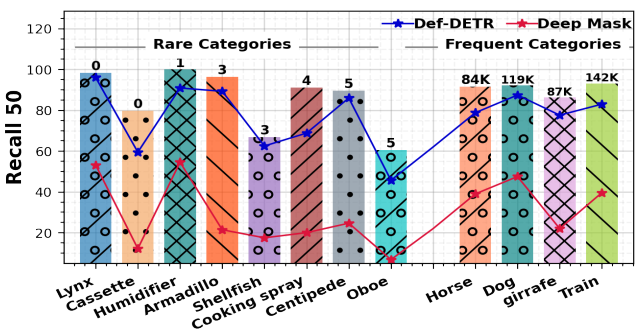 Def-DETR Deep Mask
Rare Categories Frequent Categories
Recall 50
120
100
80
60
40
20
0 0 1 3 3 4 5 5 84K 119K 87K 142K
Lynx Cassette Humidifier Armadillo Shellfish Cooking spray Centipede Oboe Horse Dog girrafe Train